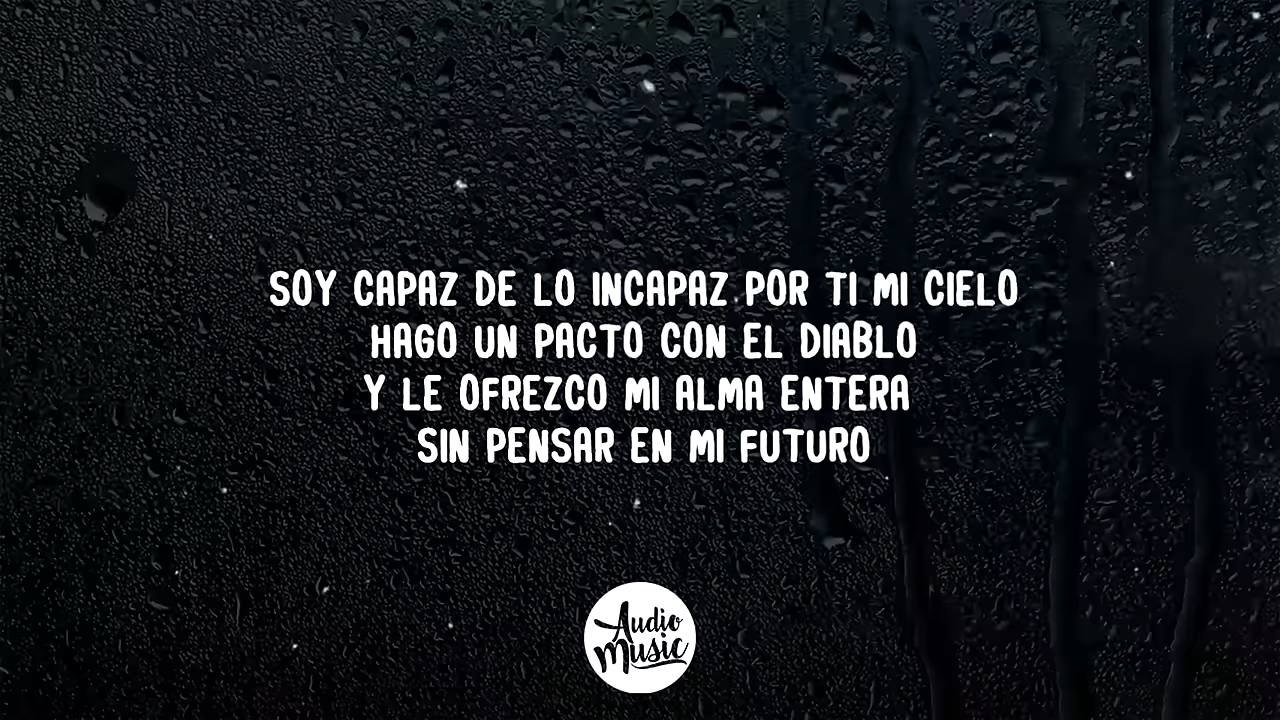 SOY CAPAZ DE LO INCAPAZ POR TI MI CIELO
HAGO UN PACTO CON EL DIABLO
Y LE OFREZCO MI ALMA ENTERA
SIN PENSAR EN MI FUTURO
Audio
Music